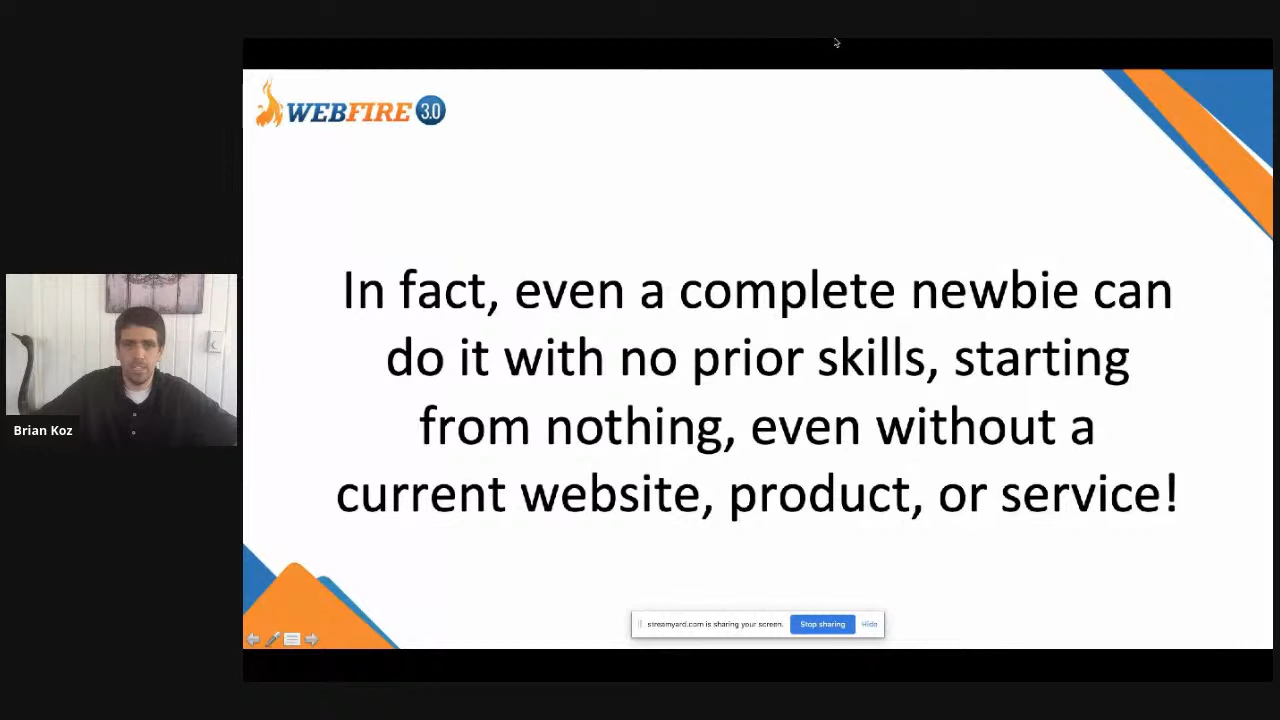 WEBFIRE 3.0
In fact, even a complete newbie can
do it with no prior skills, starting
from nothing, even without a
current website, product, or service!
Brian Koz
streamyard.com is sharing your screen. Stop sharing Hide